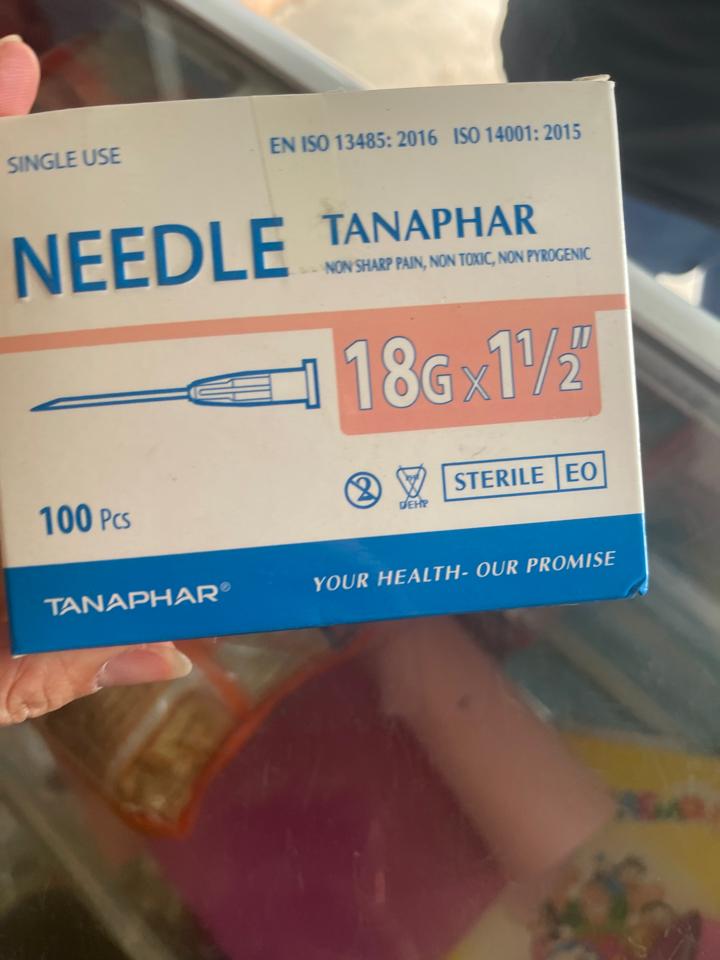 SINGLE USE
EN ISO 13485: 2016 ISO 14001: 2015
NEEDLE
TANAPHAR
NON SHARP PAIN, NON TOXIC, NON PYROGENIC
18G x 1 1/2"
2
DEHP
STERILE EO
100 Pcs
TANAPHAR®
YOUR HEALTH- OUR PROMISE